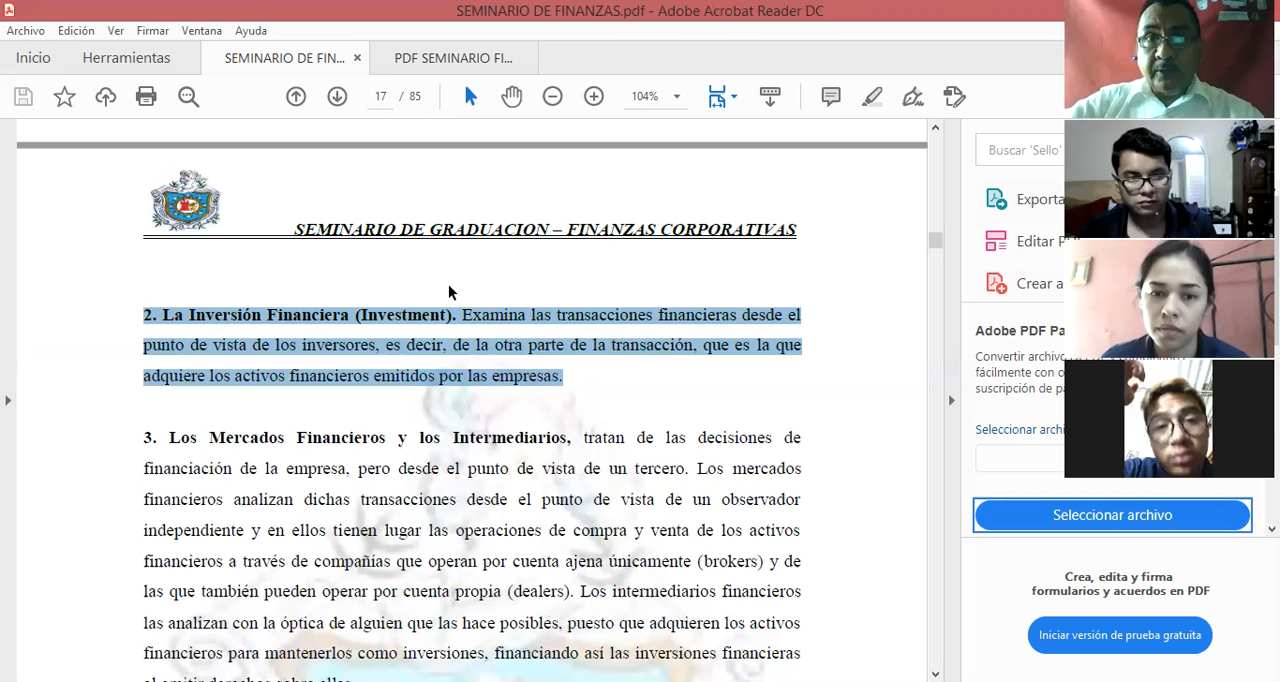 SEMINARIO DE FINANZAS.pdf - Adobe Acrobat Reader DC
Archivo Edición Ver Firmar Ventana Ayuda
Inicio Herramientas SEMINARIO DE FIN... × PDF SEMINARIO FI...
17 / 85 104%
Buscar 'Sello'
Exporta
Editar P
Crear a
SEMINARIO DE GRADUACION – FINANZAS CORPORATIVAS
2. La Inversión Financiera (Investment). Examina las transacciones financieras desde el
punto de vista de los inversores, es decir, de la otra parte de la transacción, que es la que
adquiere los activos financieros emitidos por las empresas.
3. Los Mercados Financieros y los Intermediarios, tratan de las decisiones de
financiación de la empresa, pero desde el punto de vista de un tercero. Los mercados
financieros analizan dichas transacciones desde el punto de vista de un observador
independiente y en ellos tienen lugar las operaciones de compra y venta de los activos
financieros a través de compañías que operan por cuenta ajena únicamente (brokers) y de
las que también pueden operar por cuenta propia (dealers). Los intermediarios financieros
las analizan con la óptica de alguien que las hace posibles, puesto que adquieren los activos
financieros para mantenerlos como inversiones, financiando así las inversiones financieras
Adobe PDF Pa
Convertir archiv
fácilmente con o
suscripción de p
Seleccionar archi
Seleccionar archivo
Crea, edita y firma
formularios y acuerdos en PDF
Iniciar versión de prueba gratuita